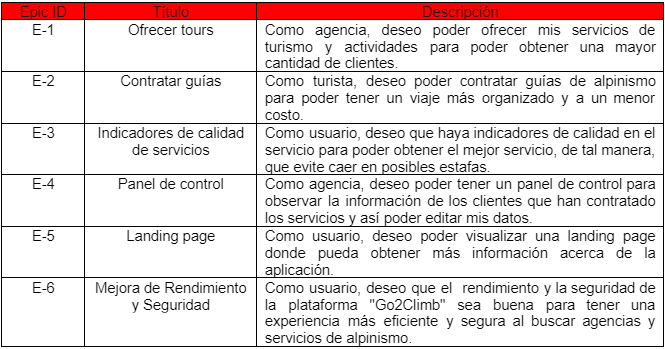 Epic ID Título Descripción
E-1 Ofrecer tours Como agencia, deseo poder ofrecer mis servicios de
turismo y actividades para poder obtener una mayor
cantidad de clientes.
E-2 Contratar guías Como turista, deseo poder contratar guías de alpinismo
para poder tener un viaje más organizado y a un menor
costo.
E-3 Indicadores de calidad Como usuario, deseo que haya indicadores de calidad en el
de servicios servicio para poder obtener el mejor servicio, de tal manera,
que evite caer en posibles estafas.
E-4 Panel de control Como agencia, deseo poder tener un panel de control para
observar la información de los clientes que han contratado
los servicios y así poder editar mis datos.
E-5 Landing page Como usuario, deseo poder visualizar una landing page
donde pueda obtener más información acerca de la
aplicación.
E-6 Mejora de Rendimiento Como usuario, deseo que el rendimiento y la seguridad de
y Seguridad la plataforma "Go2Climb" sea buena para tener una
experiencia más eficiente y segura al buscar agencias y
servicios de alpinismo.